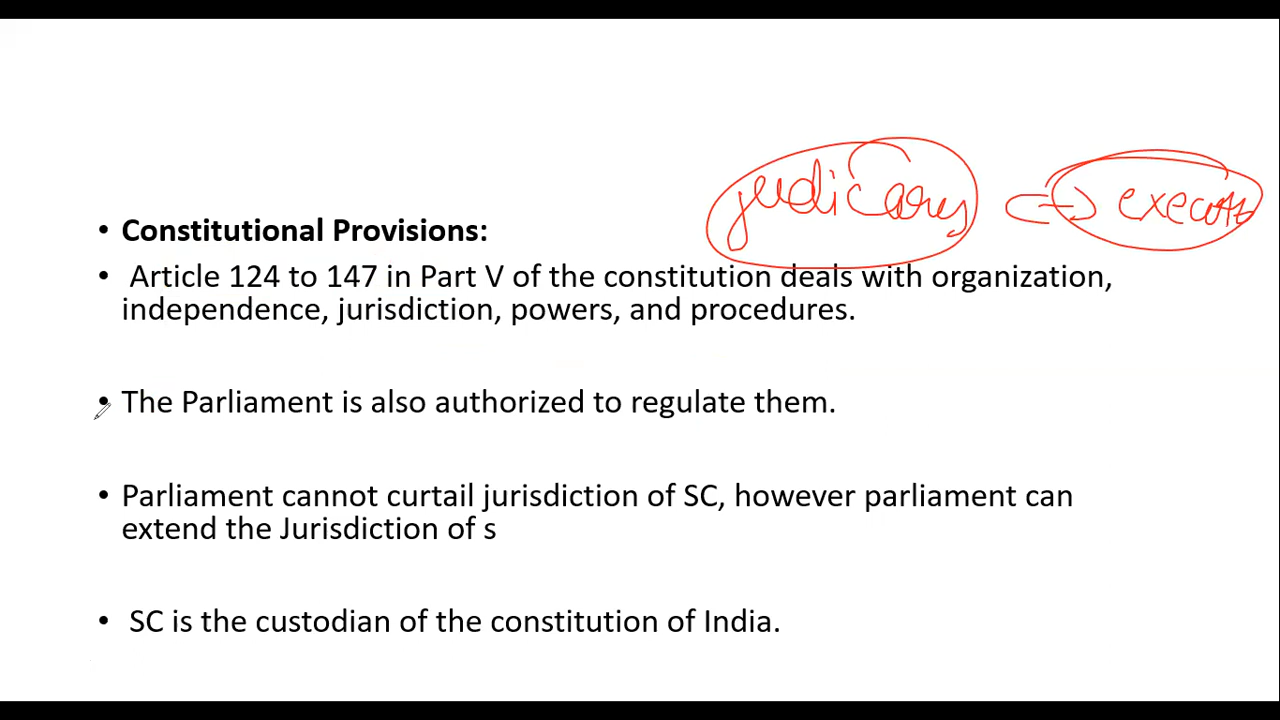 judicary ↔ execut
• Constitutional Provisions:
• Article 124 to 147 in Part V of the constitution deals with organization,
independence, jurisdiction, powers, and procedures.
• The Parliament is also authorized to regulate them.
• Parliament cannot curtail jurisdiction of SC, however parliament can
extend the Jurisdiction of s
• SC is the custodian of the constitution of India.